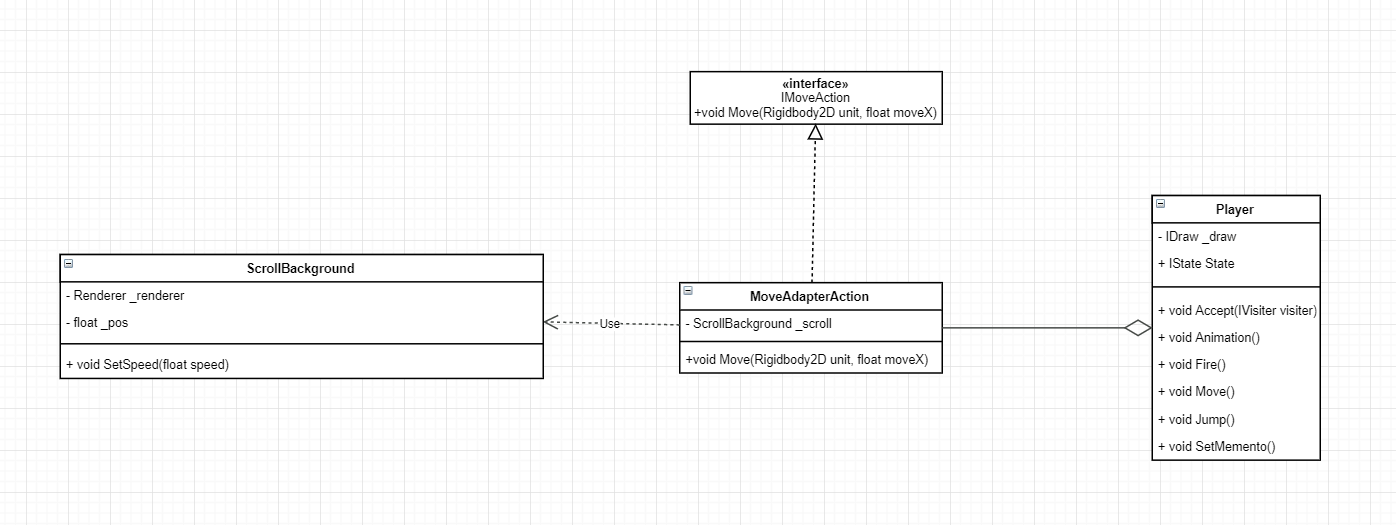 «interface»
IMoveAction
+void Move(Rigidbody2D unit, float moveX)
Player
- IDraw _draw
+ IState State
+ void Accept(IVisiter visiter)
+ void Animation()
+ void Fire()
+ void Move()
+ void Jump()
+ void SetMemento()
ScrollBackground
- Renderer _renderer
- float _pos
+ void SetSpeed(float speed)
Use
MoveAdapterAction
- ScrollBackground _scroll
+void Move(Rigidbody2D unit, float moveX)